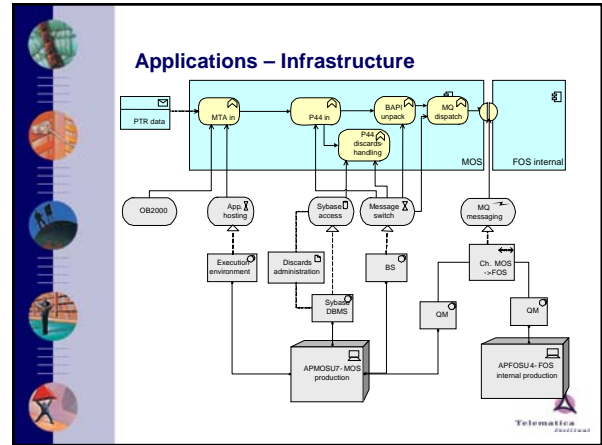 Applications – Infrastructure
PTR data
MTA in
P44 in
BAPI
unpack
MQ
dispatch
P44
discards-
handling
MOS
FOS internal
OB2000
App.
hosting
Sybase
access
Message
switch
MQ
messaging
Execution
environment
Discards
administration
BS
Ch. MOS
->FOS
Sybase
DBMS
QM
QM
APMOSU7- MOS
production
APFOSU4- FOS
internal production
Telematica
Instituut